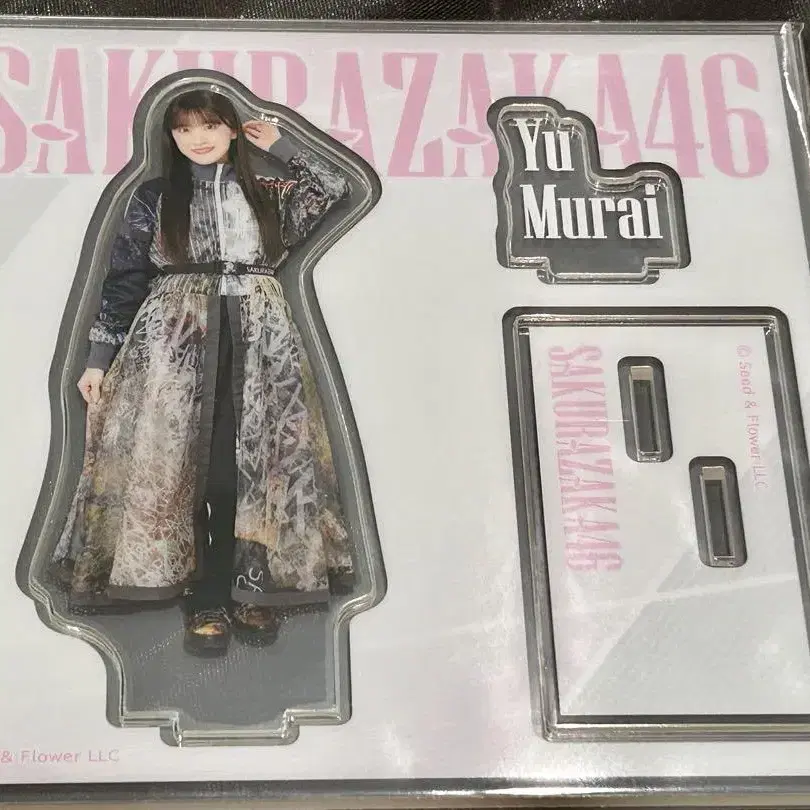 SAKURAZAKA46
Yu
Murai
SAKURAZAKA46
© Seed & Flower LLC
& Flower LLC